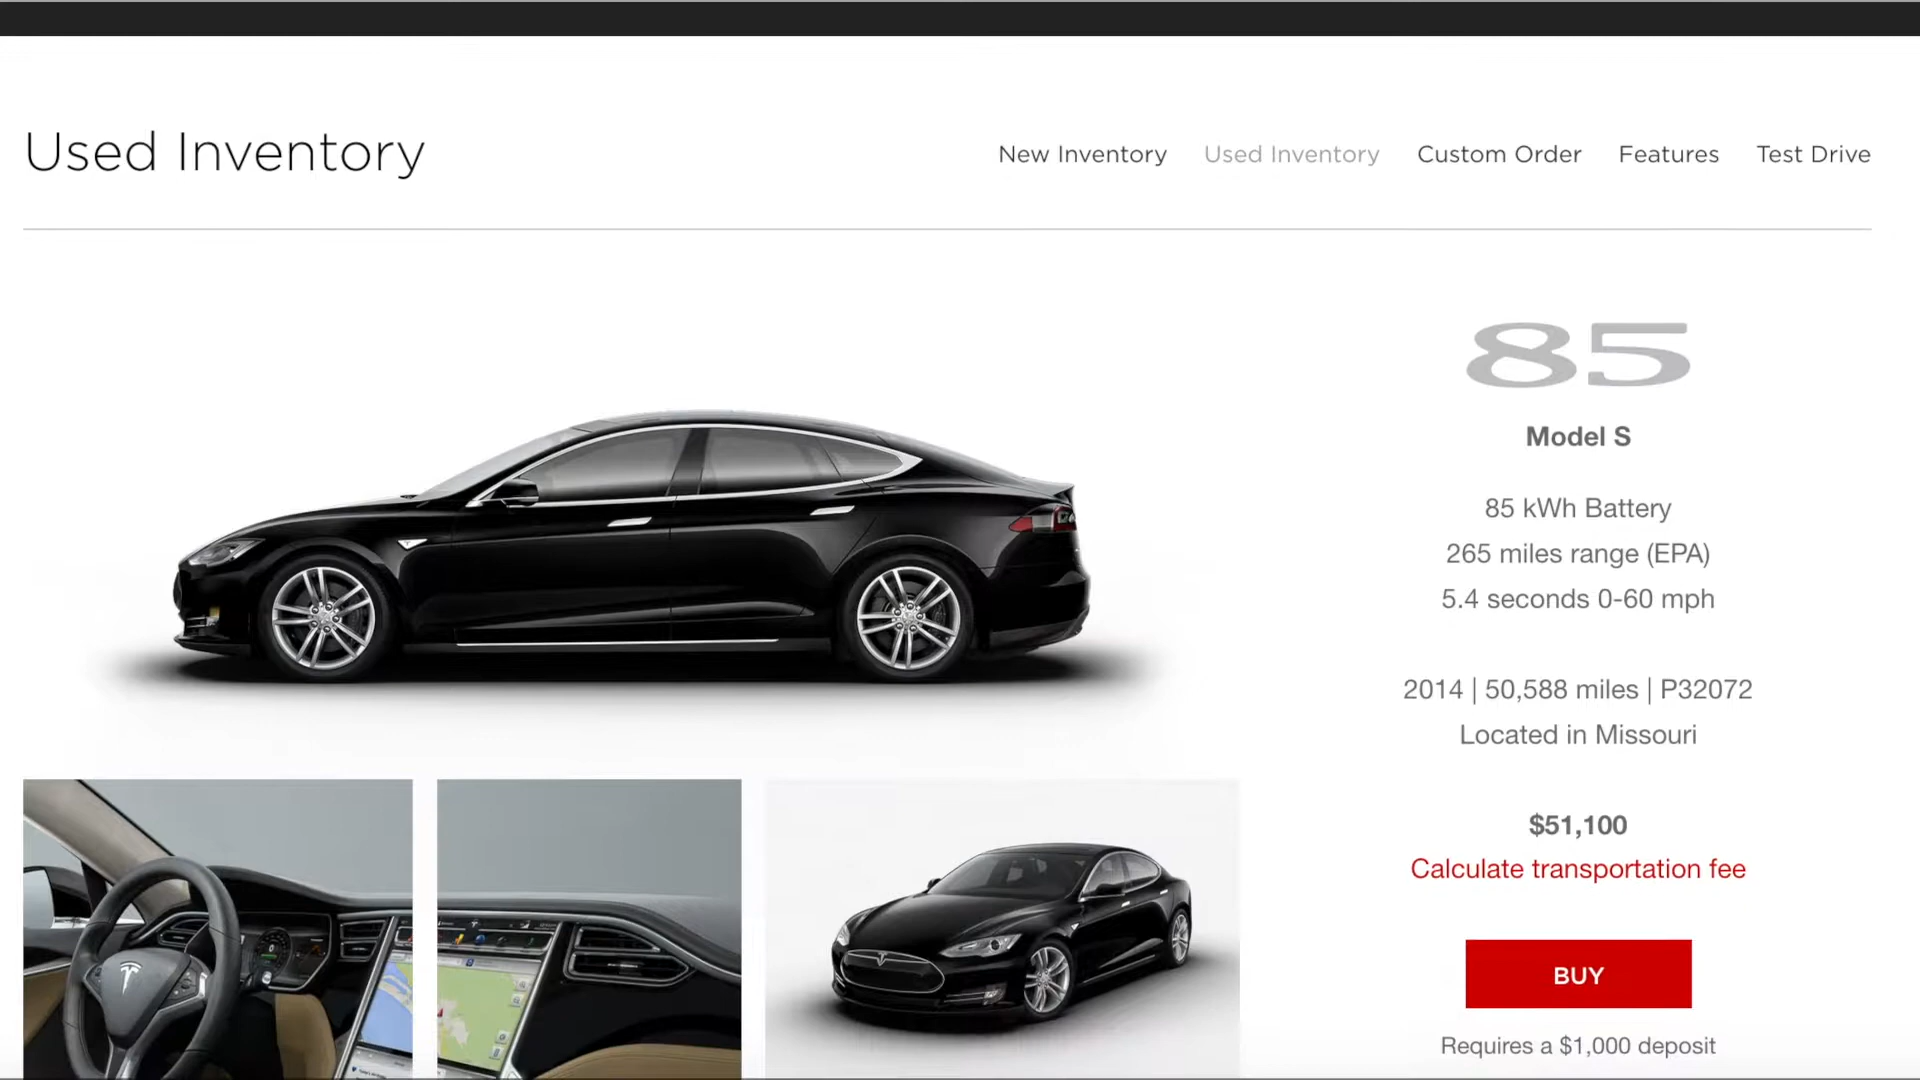 Used Inventory
New Inventory Used Inventory Custom Order Features Test Drive
85
Model S
85 kWh Battery
265 miles range (EPA)
5.4 seconds 0-60 mph
2014 | 50,588 miles | P32072
Located in Missouri
$51,100
Calculate transportation fee
BUY
Requires a $1,000 deposit